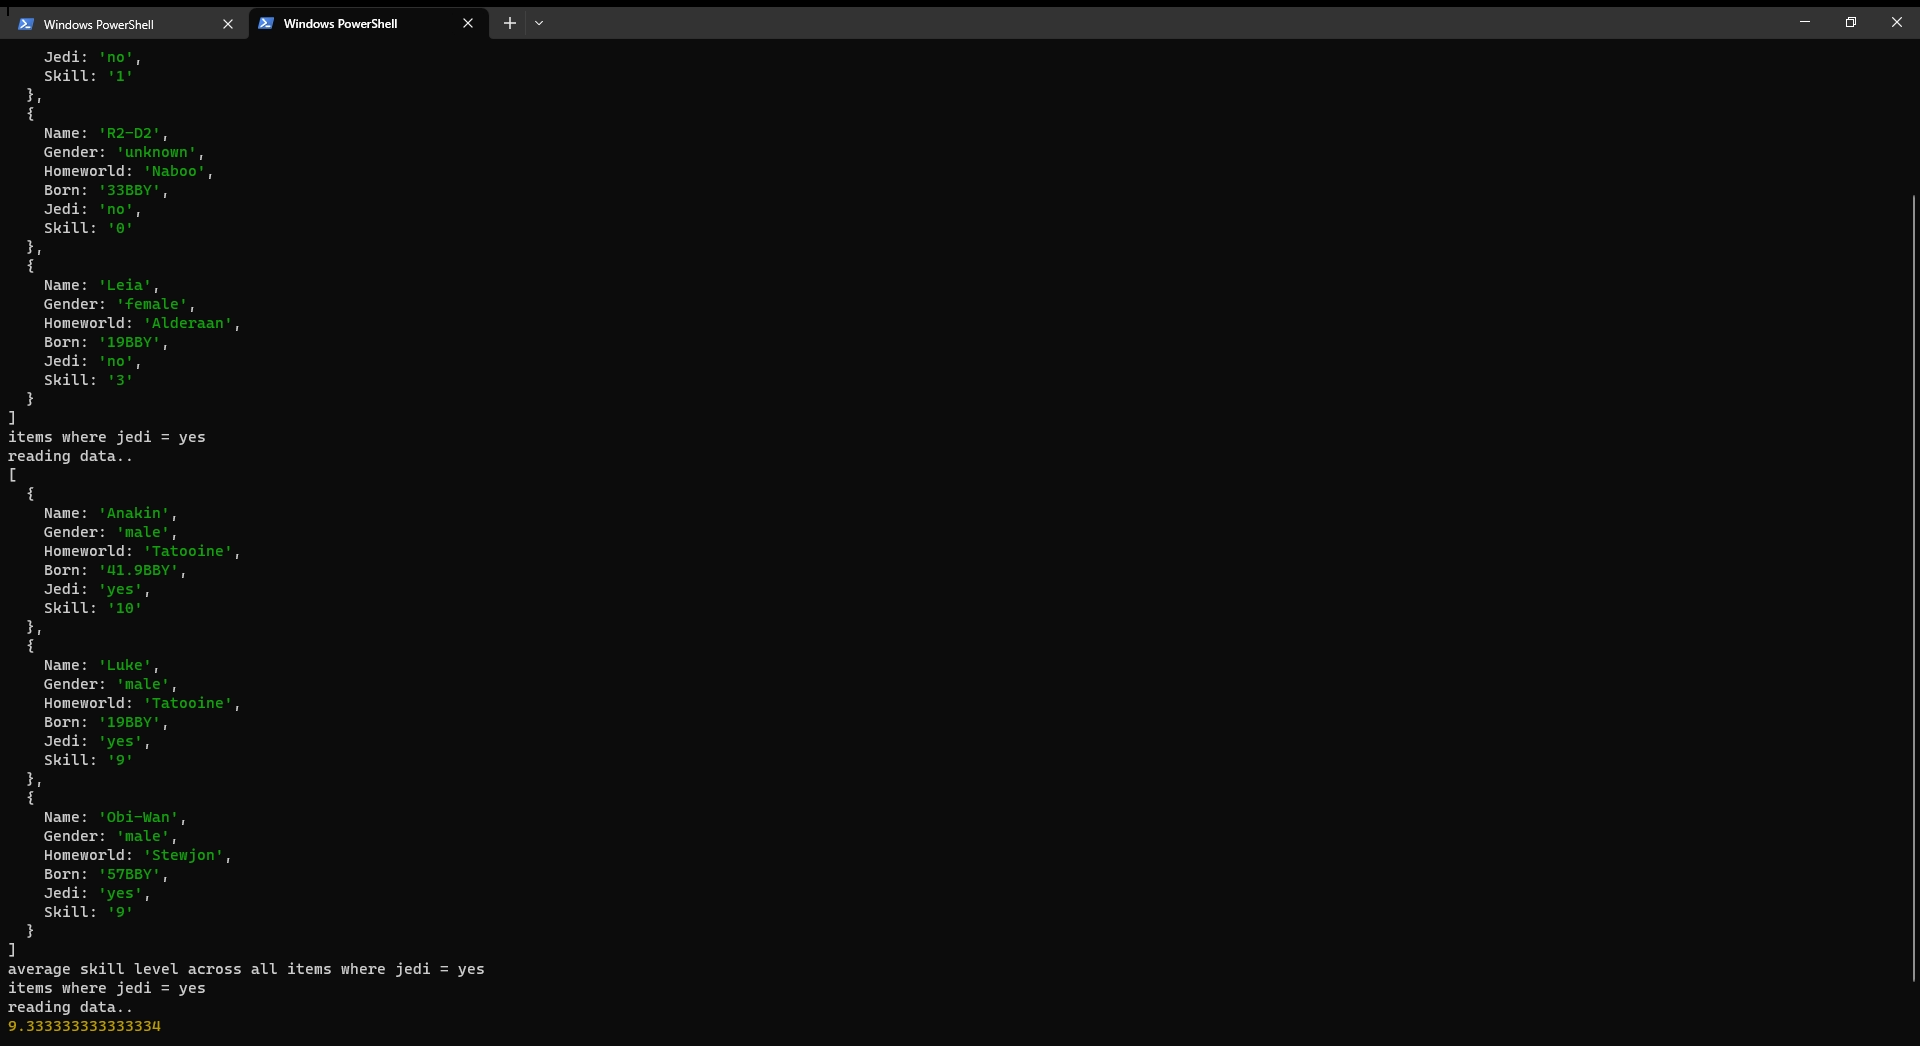 Windows PowerShell
Windows PowerShell
    Jedi: 'no',
    Skill: '1'
  },
  {
    Name: 'R2-D2',
    Gender: 'unknown',
    Homeworld: 'Naboo',
    Born: '33BBY',
    Jedi: 'no',
    Skill: '0'
  },
  {
    Name: 'Leia',
    Gender: 'female',
    Homeworld: 'Alderaan',
    Born: '19BBY',
    Jedi: 'no',
    Skill: '3'
  }
]
items where jedi = yes
reading data..
[
  {
    Name: 'Anakin',
    Gender: 'male',
    Homeworld: 'Tatooine',
    Born: '41.9BBY',
    Jedi: 'yes',
    Skill: '10'
  },
  {
    Name: 'Luke',
    Gender: 'male',
    Homeworld: 'Tatooine',
    Born: '19BBY',
    Jedi: 'yes',
    Skill: '9'
  },
  {
    Name: 'Obi-Wan',
    Gender: 'male',
    Homeworld: 'Stewjon',
    Born: '57BBY',
    Jedi: 'yes',
    Skill: '9'
  }
]
average skill level across all items where jedi = yes
items where jedi = yes
reading data..
9.333333333333334